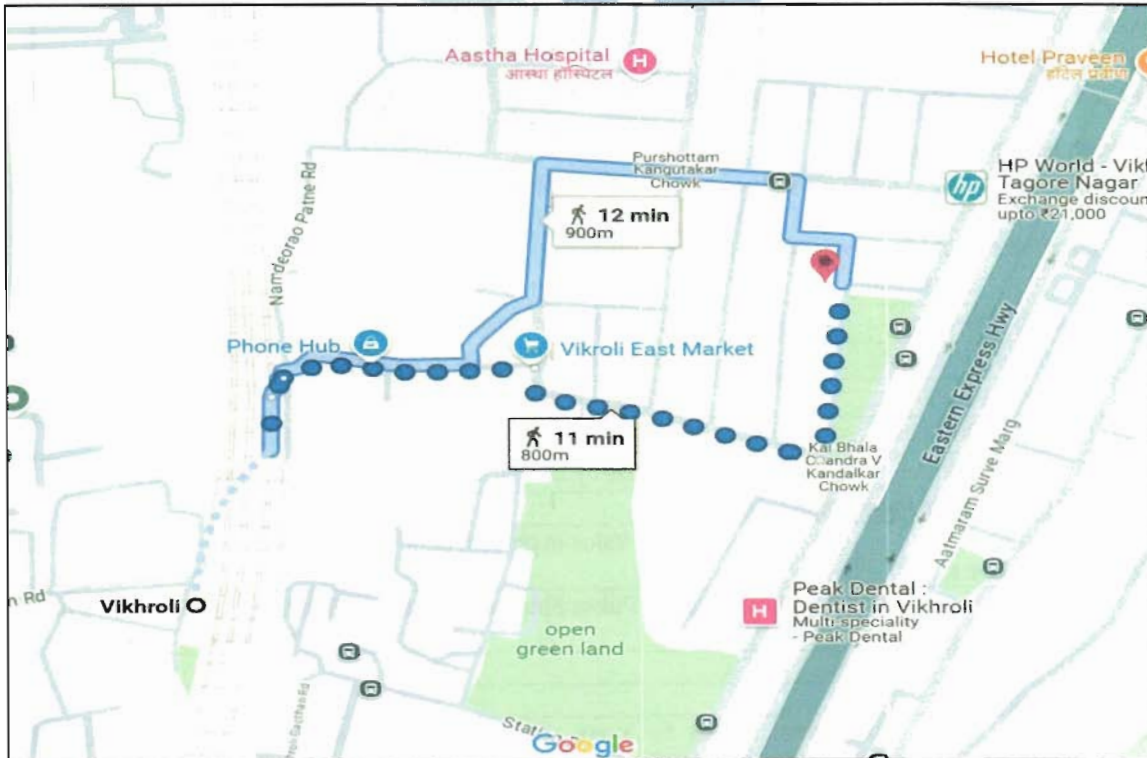 Aastha Hospital
आस्था हॉस्पिटल
H
Hotel Praveen
हॉटेल प्रवीण
Purshottam
Kangutakar
Chowk
HP World - Vikh
Tagore Nagar
Exchange discoun
upto ₹21,000
hp
Namdeorao Patne Rd
12 min
900m
Phone Hub
Vikroli East Market
11 min
800m
Kai Bhala
Chandra V
Kandalkar
Chowk
Eastern Express Hwy
Aatmaram Surve Marg
n Rd
Vikhroli
H
Peak Dental :
Dentist in Vikhroli
Multi-speciality
- Peak Dental
open
green land
Google